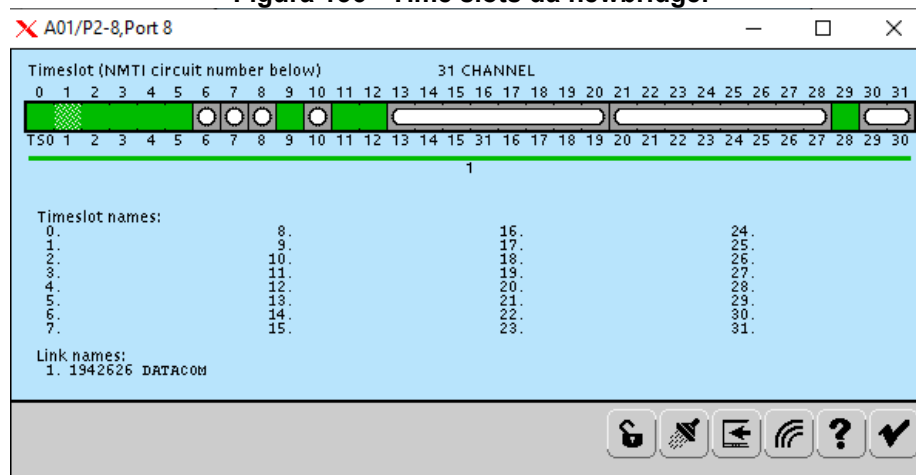 A01/P2-8,Port 8
Timeslot (NMTI circuit number below) 31 CHANNEL
0 1 2 3 4 5 6 7 8 9 10 11 12 13 14 15 16 17 18 19 20 21 22 23 24 25 26 27 28 29 30 31
TS0 1 2 3 4 5 6 7 8 9 10 11 12 13 14 15 31 16 17 18 19 20 21 22 23 24 25 26 27 28 29 30
1
Timeslot names:
0. 8. 16. 24.
1. 9. 17. 25.
2. 10. 18. 26.
3. 11. 19. 27.
4. 12. 20. 28.
5. 13. 21. 29.
6. 14. 22. 30.
7. 15. 23. 31.
Link names:
1. 1942626 DATACOM